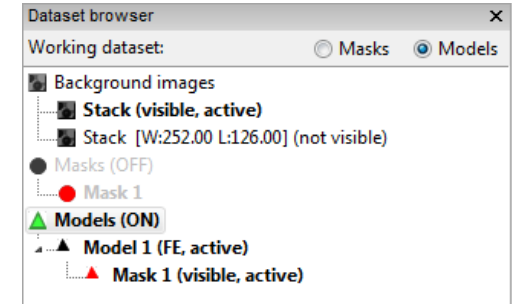 Dataset browser
Working dataset: Masks Models
Background images
Stack (visible, active)
Stack [W:252.00 L:126.00] (not visible)
Masks (OFF)
Mask 1
Models (ON)
Model 1 (FE, active)
Mask 1 (visible, active)